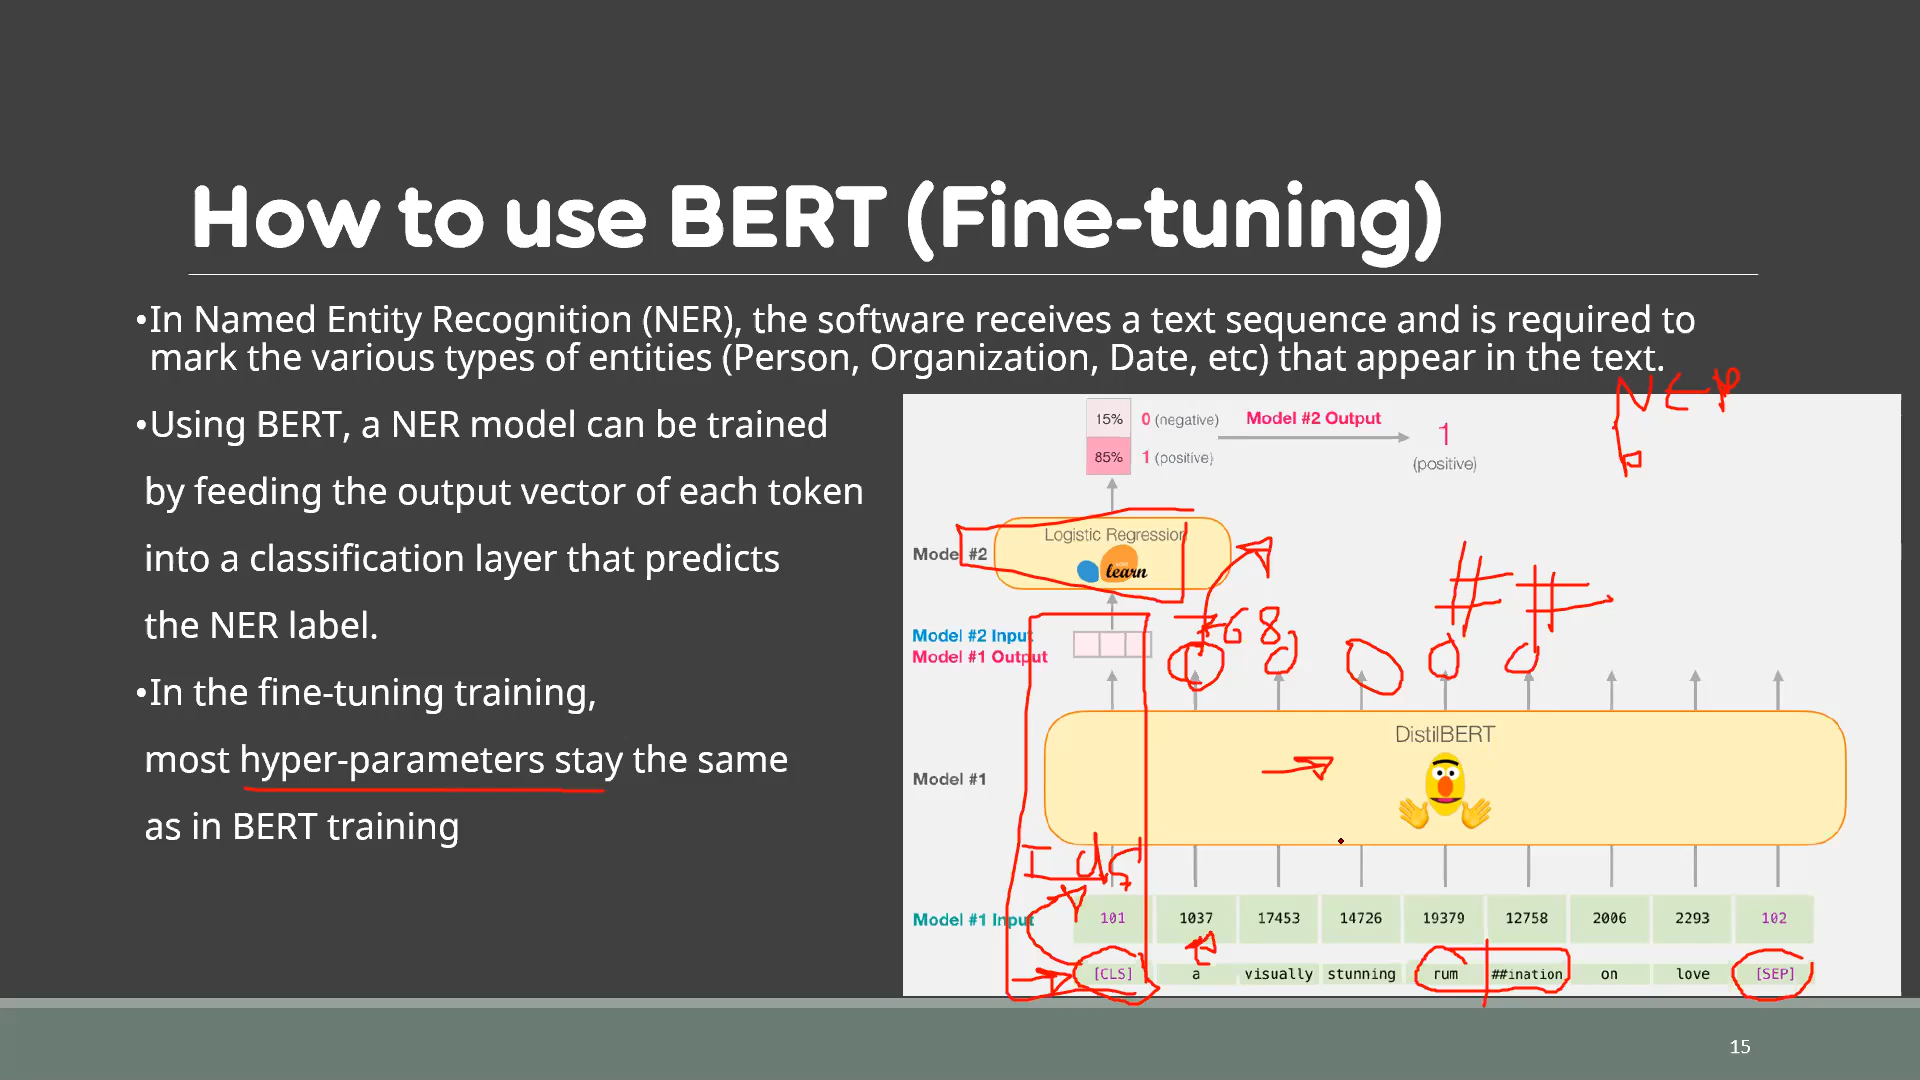 How to use BERT (Fine-tuning)
•In Named Entity Recognition (NER), the software receives a text sequence and is required to
mark the various types of entities (Person, Organization, Date, etc) that appear in the text.
•Using BERT, a NER model can be trained
by feeding the output vector of each token
into a classification layer that predicts
the NER label.
•In the fine-tuning training,
most hyper-parameters stay the same
as in BERT training
15% 0 (negative) Model #2 Output 1
85% 1 (positive) (positive)
Logistic Regression
Model #2
learn
Model #2 Input
Model #1 Output
768
##
DistilBERT
Model #1
Ids
Model #1 Input 101 1037 17453 14726 19379 12758 2006 2293 102
[CLS] a visually stunning rum ##ination on love [SEP]
15